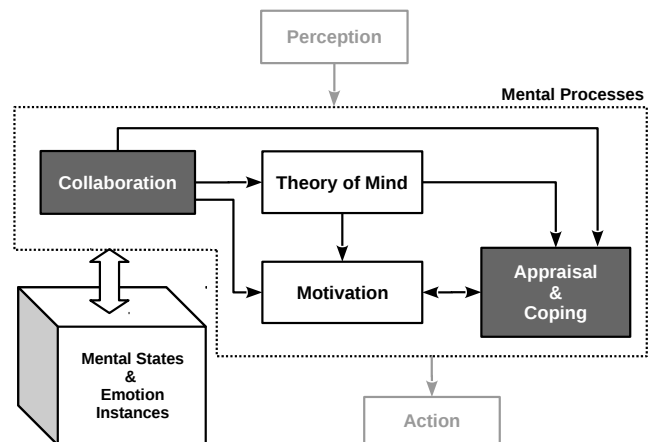 Perception
Mental Processes
Collaboration
Theory of Mind
Motivation
Appraisal
&
Coping
Mental States
&
Emotion
Instances
Action